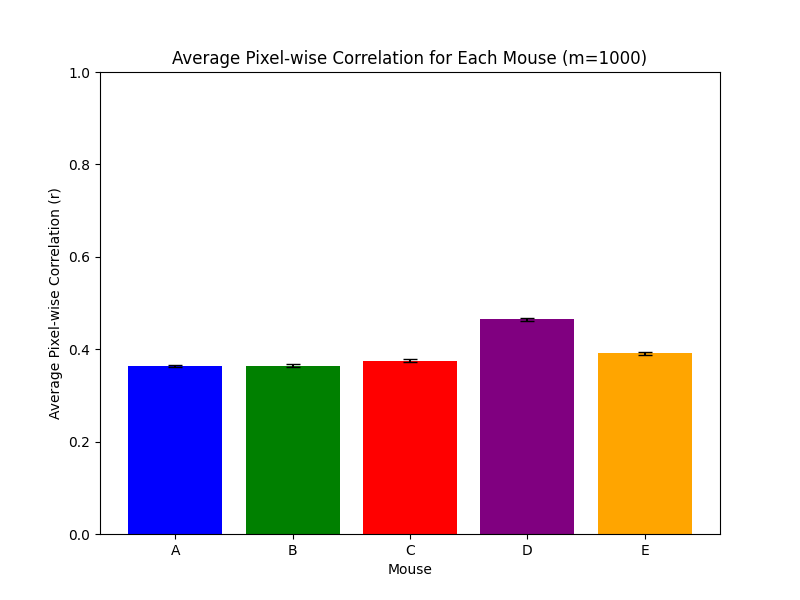 Average Pixel-wise Correlation for Each Mouse (m=1000)
1.0
0.8
0.6
0.4
0.2
0.0
Average Pixel-wise Correlation (r)
A B C D E
Mouse